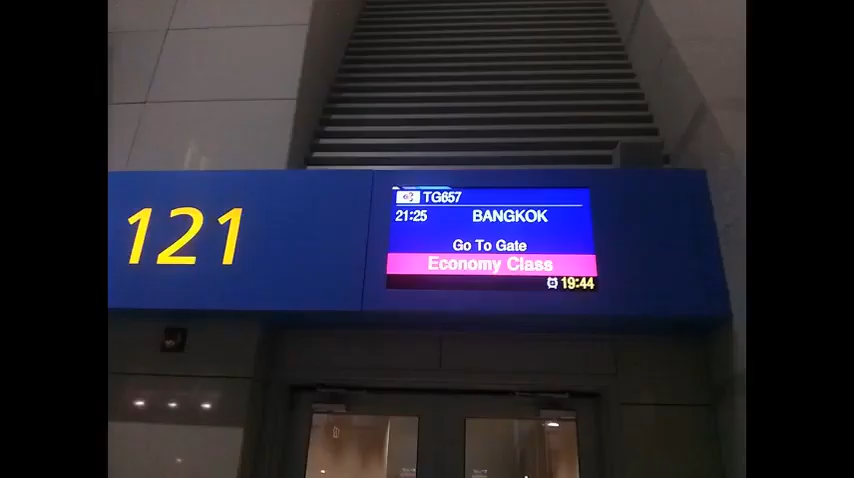 121
TG657
21:25 BANGKOK
Go To Gate
Economy Class
19:44